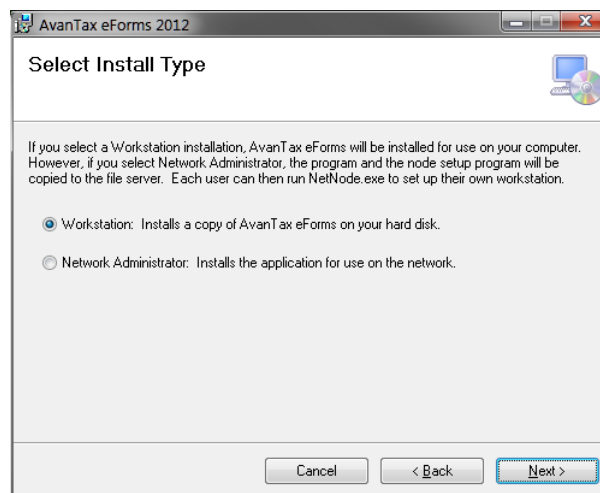 AvanTax eForms 2012
Select Install Type
If you select a Workstation installation, AvanTax eForms will be installed for use on your computer.
However, if you select Network Administrator, the program and the node setup program will be
copied to the file server.  Each user can then run NetNode.exe to set up their own workstation.
Workstation:  Installs a copy of AvanTax eForms on your hard disk.
Network Administrator:  Installs the application for use on the network.
Cancel
< Back
Next >